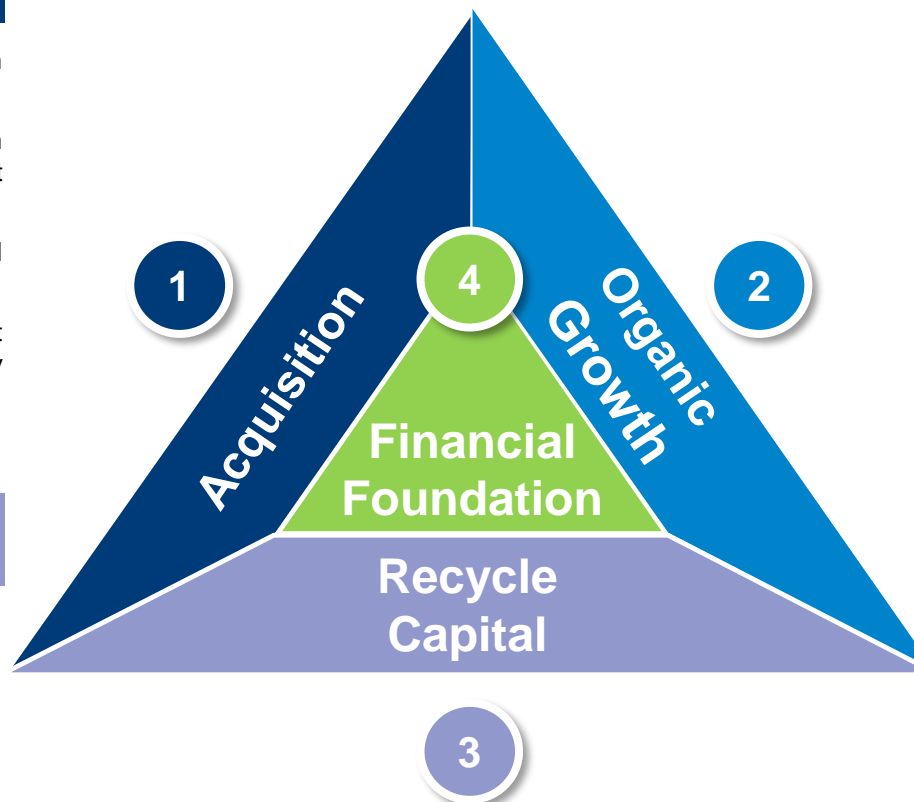 1
Acquisition
2
Organic
Growth
4
Financial
Foundation
Recycle
Capital
3